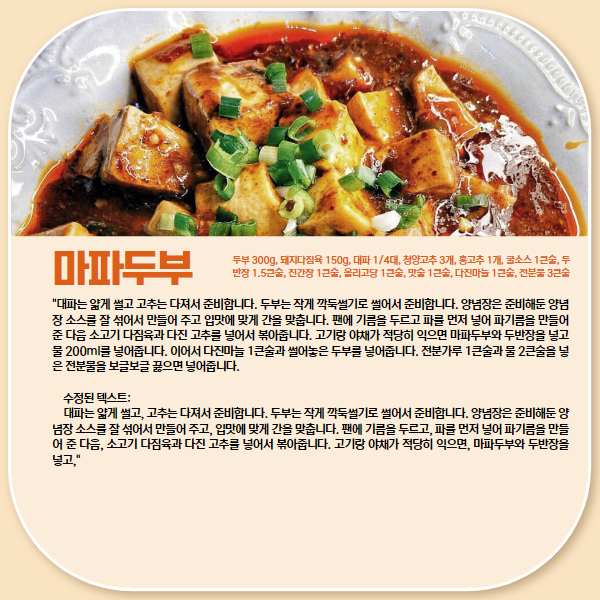 마파두부
두부 300g, 돼지다짐육 150g, 대파 1/4대, 청양고추 3개, 홍고추 1개, 굴소스 1큰술, 두
반장 1.5큰술, 진간장 1큰술, 올리고당 1큰술, 맛술 1큰술, 다진마늘 1큰술, 전분물 3큰술
"대파는 얇게 썰고 고추는 다져서 준비합니다. 두부는 작게 깍둑썰기로 썰어서 준비합니다. 양념장은 준비해둔 양념
장 소스를 잘 섞어서 만들어 주고 입맛에 맞게 간을 맞춥니다. 팬에 기름을 두르고 파를 먼저 넣어 파기름을 만들어
준 다음 소고기 다짐육과 다진 고추를 넣어서 볶아줍니다. 고기랑 야채가 적당히 익으면 마파두부와 두반장을 넣고
물 200ml를 넣어줍니다. 이어서 다진마늘 1큰술과 썰어놓은 두부를 넣어줍니다. 전분가루 1큰술과 물 2큰술을 넣
은 전분물을 보글보글 끓으면 넣어줍니다.
수정된 텍스트:
대파는 얇게 썰고, 고추는 다져서 준비합니다. 두부는 작게 깍둑썰기로 썰어서 준비합니다. 양념장은 준비해둔 양
념장 소스를 잘 섞어서 만들어 주고, 입맛에 맞게 간을 맞춥니다. 팬에 기름을 두르고, 파를 먼저 넣어 파기름을 만들
어 준 다음, 소고기 다짐육과 다진 고추를 넣어서 볶아줍니다. 고기랑 야채가 적당히 익으면, 마파두부와 두반장을
넣고,"